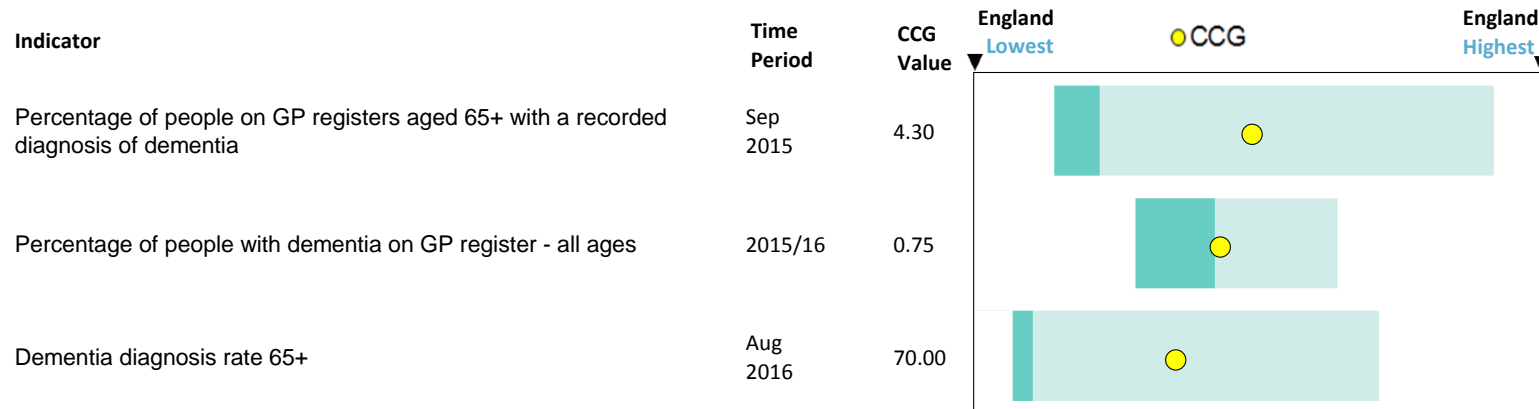 Indicator
Time
Period
CCG
Value
England
Lowest
CCG
England
Highest
Percentage of people on GP registers aged 65+ with a recorded
diagnosis of dementia
Sep
2015
4.30
Percentage of people with dementia on GP register - all ages
2015/16
0.75
Dementia diagnosis rate 65+
Aug
2016
70.00